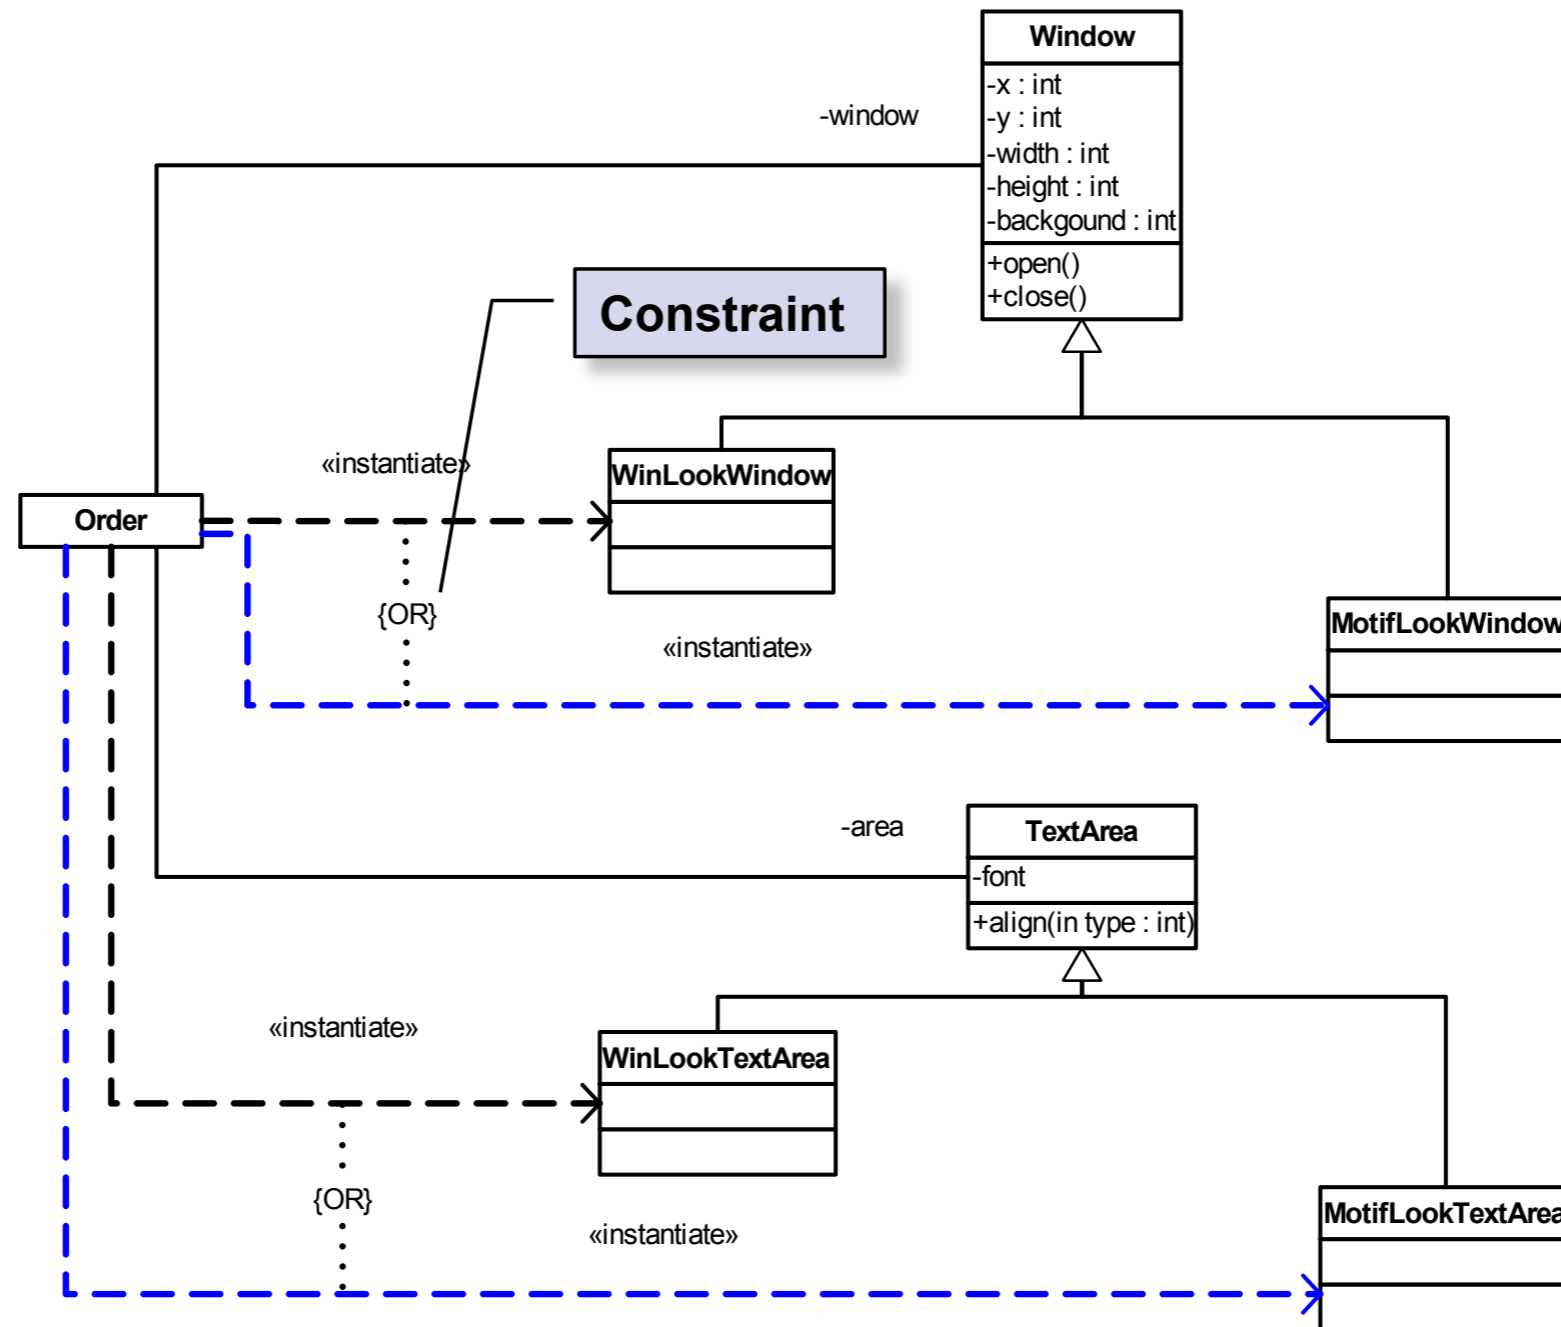 Window
-x : int
-y : int
-width : int
-height : int
-backgound : int
+open()
+close()
-window
Constraint
«instantiate»
WinLookWindow
Order
{OR}
«instantiate»
MotifLookWindow
-area
TextArea
-font
+align(in type : int)
«instantiate»
WinLookTextArea
{OR}
«instantiate»
MotifLookTextArea